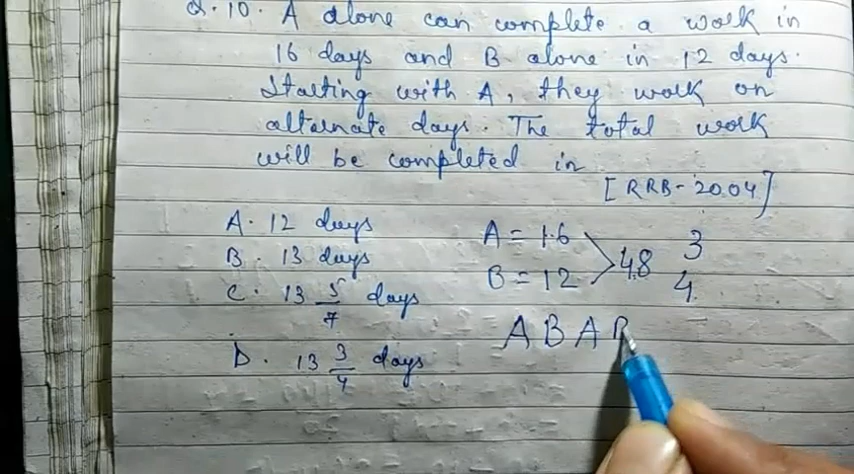 Q.10. A alone can complete a work in
16 days and B alone in 12 days.
Starting with A, they work on
alternate days. The total work
will be completed in
[RRB-2004]
A. 12 days
B. 13 days
C. 13 5/7 days
D. 13 3/4 days
A = 16
B = 12
48
3
4
A B A B